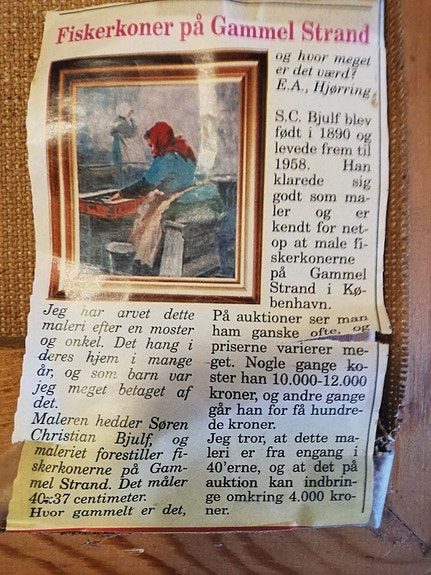 Fiskerkoner på Gammel Strand
Jeg har arvet dette
maleri efter en moster
og onkel. Det hang i
deres hjem i mange
år, og som barn var
jeg meget betaget af
det.
Maleren hedder Søren
Christian Bjulf, og
maleriet forestiller fi-
skerkonerne på Gam-
mel Strand. Det måler
40x37 centimeter.
Hvor gammelt er det,
og hvor meget
er det værd?
E.A., Hjørring
S.C. Bjulf blev
født i 1890 og
levede frem til
1958. Han
klarede sig
godt som ma-
ler og er
kendt for net-
op at male fi-
skerkonerne
på Gammel
Strand i Kø-
benhavn.
På auktioner ser man
ham ganske ofte, og
priserne varierer me-
get. Nogle gange ko-
ster han 10.000-12.000
kroner, og andre gange
går han for få hundre-
de kroner.
Jeg tror, at dette ma-
leri er fra engang i
40'erne, og at det på
auktion kan indbrin-
ge omkring 4.000 kro-
ner.